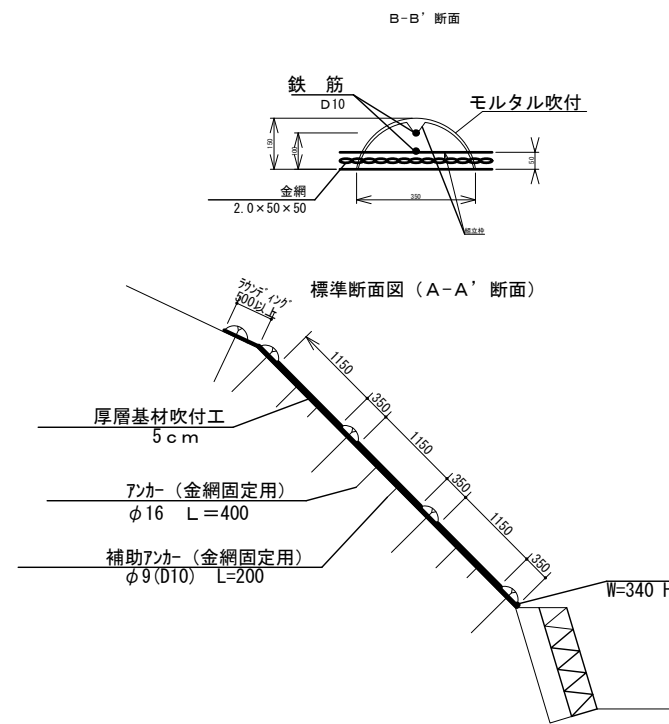 B-B' 断面
鉄 筋
D10
モルタル吹付
150
100
50
金網
2.0×50×50
350
組立枠
ラウンディング
500以上
標準断面図（A-A' 断面）
1150
350
1150
350
1150
350
厚層基材吹付工
5cm
アンカー（金網固定用）
φ16 L=400
補助アンカー（金網固定用）
φ9(D10) L=200
W=340 H